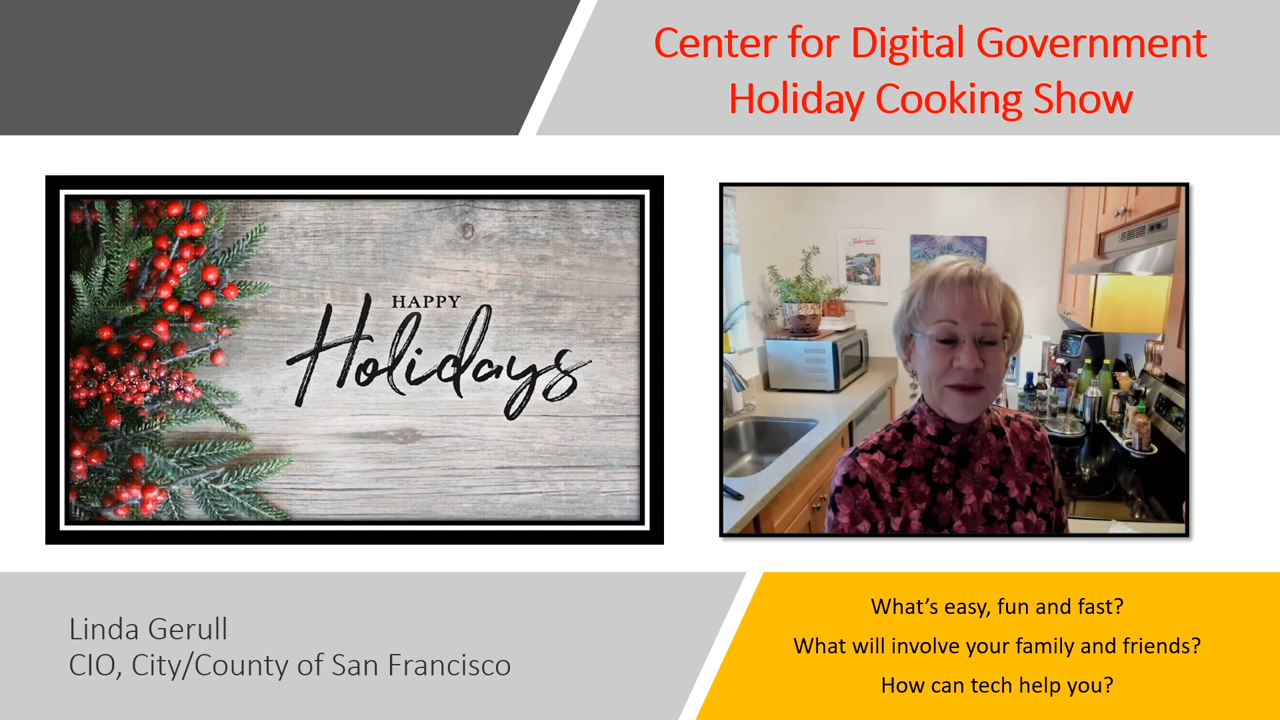 Center for Digital Government
Holiday Cooking Show
HAPPY
Holidays
Linda Gerull
CIO, City/County of San Francisco
What's easy, fun and fast?
What will involve your family and friends?
How can tech help you?